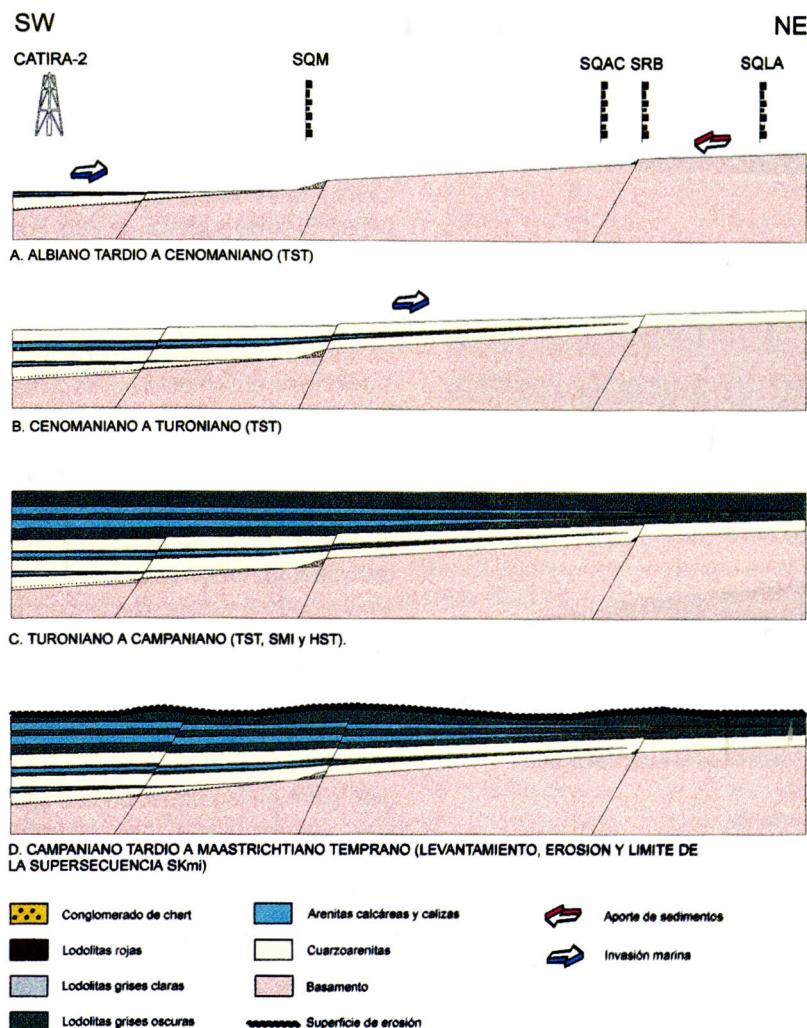 SW NE
CATIRA-2 SQM SQAC SRB SQLA
A. ALBIANO TARDIO A CENOMANIANO (TST)
B. CENOMANIANO A TURONIANO (TST)
C. TURONIANO A CAMPANIANO (TST, SMI y HST).
D. CAMPANIANO TARDIO A MAASTRICHTIANO TEMPRANO (LEVANTAMIENTO, EROSION Y LIMITE DE
LA SUPERSECUENCIA SKmi)
Conglomerado de chert
Lodolitas rojas
Lodolitas grises claras
Lodolitas grises oscuras
Arenitas calcáreas y calizas
Cuarzoarenitas
Basamento
Superficie de erosión
Aporte de sedimentos
Invasión marina